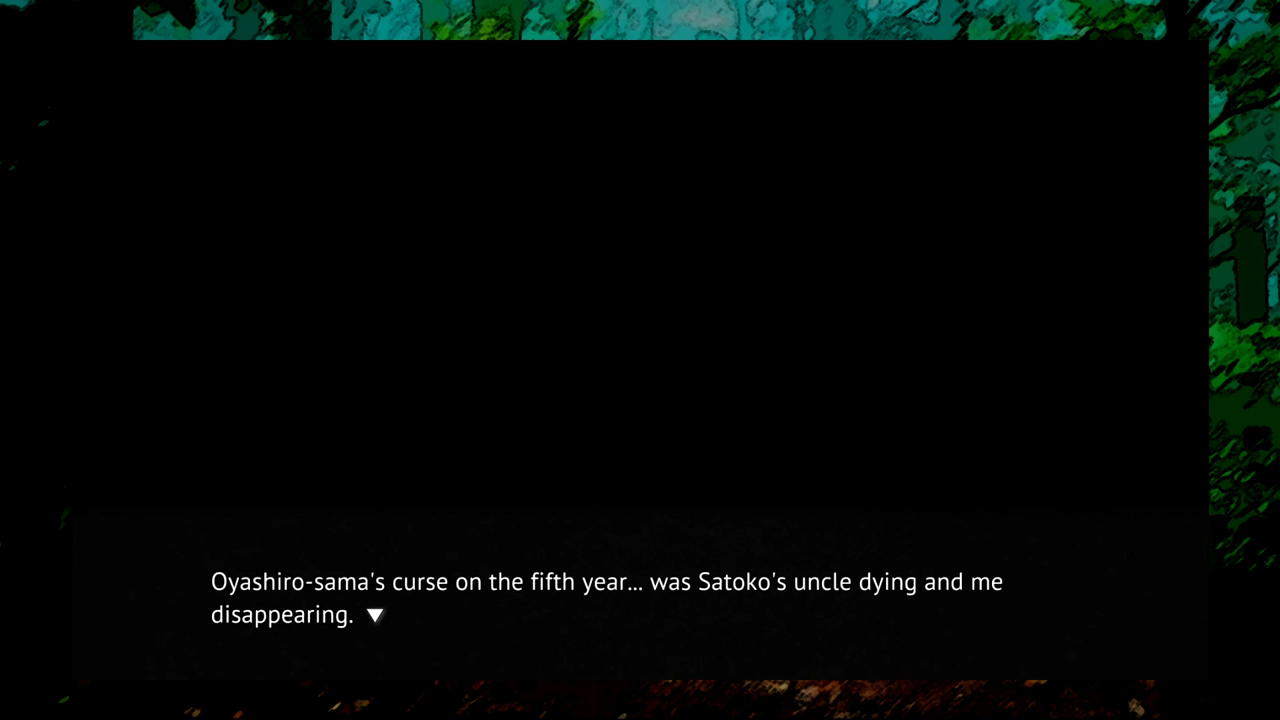 Oyashiro-sama's curse on the fifth year... was Satoko's uncle dying and me
disappearing. ▼